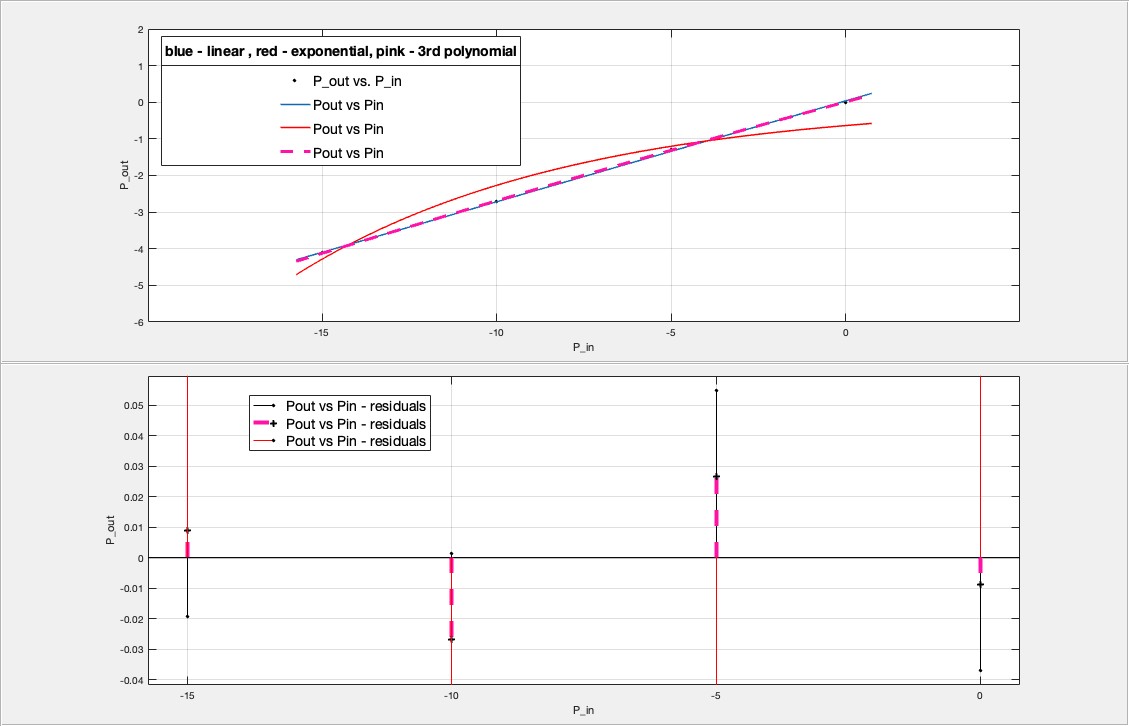 blue - linear , red - exponential, pink - 3rd polynomial
P_out vs. P_in
Pout vs Pin
Pout vs Pin
Pout vs Pin
2
1
0
-1
-2
-3
-4
-5
-6
P_out
-15
-10
-5
0
P_in
Pout vs Pin - residuals
Pout vs Pin - residuals
Pout vs Pin - residuals
0.05
0.04
0.03
0.02
0.01
0
-0.01
-0.02
-0.03
-0.04
P_out
-15
-10
-5
0
P_in